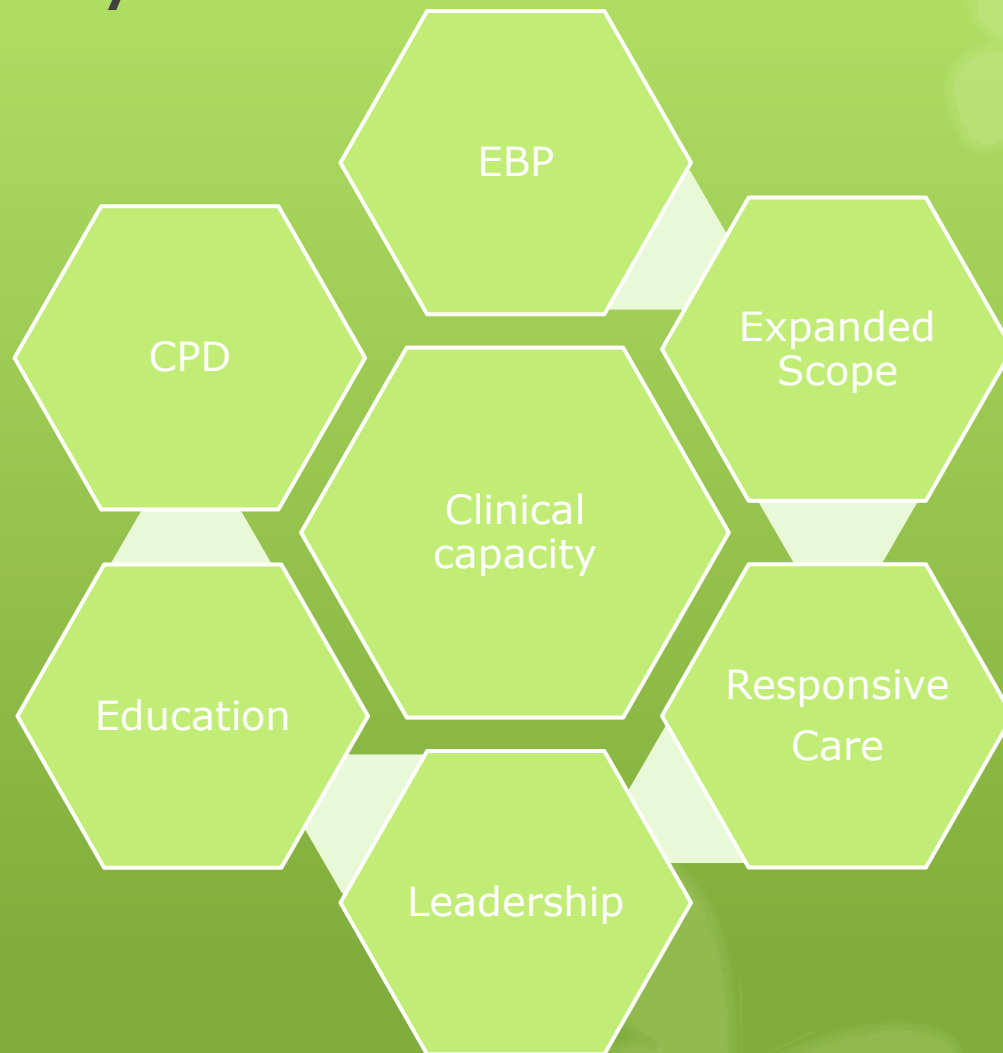 EBP
Expanded
Scope
CPD
Clinical
capacity
Responsive
Care
Education
Leadership